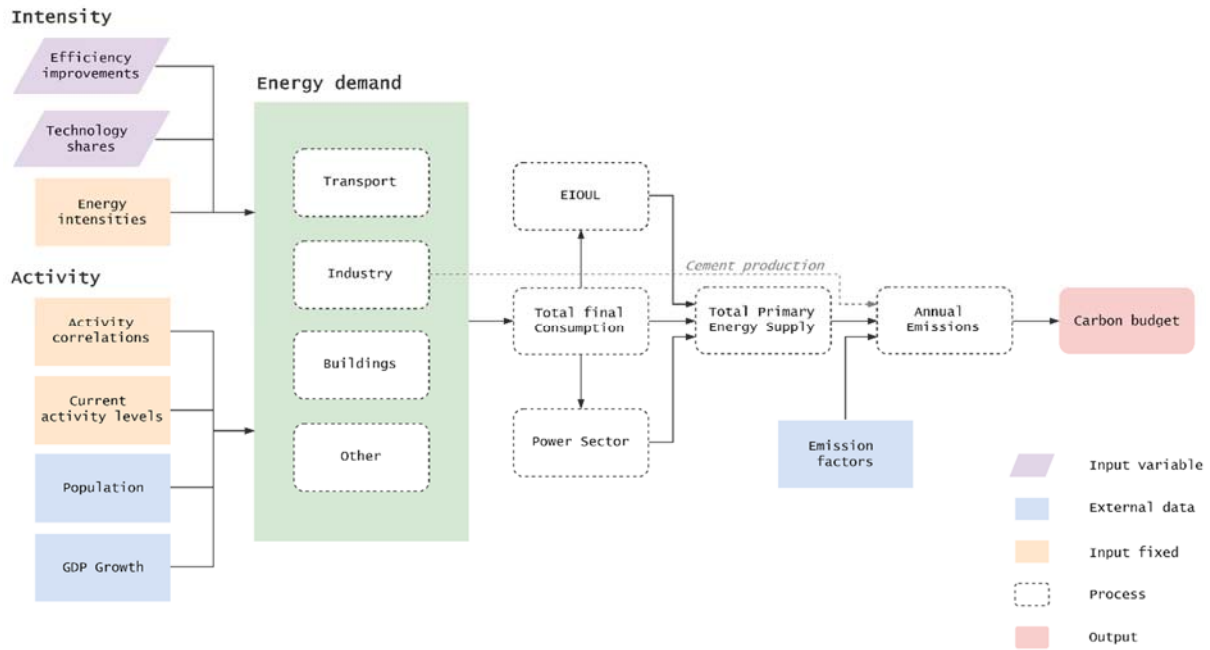 Intensity
Efficiency
improvements
Technology
shares
Energy
intensities
Activity
Activity
correlations
Current
activity levels
Population
GDP Growth
Energy demand
Transport
Industry
Buildings
Other
EIOUL
Cement production
Total final
Consumption
Total Primary
Energy Supply
Annual
Emissions
Carbon budget
Power Sector
Emission
factors
Input variable
External data
Input fixed
Process
Output